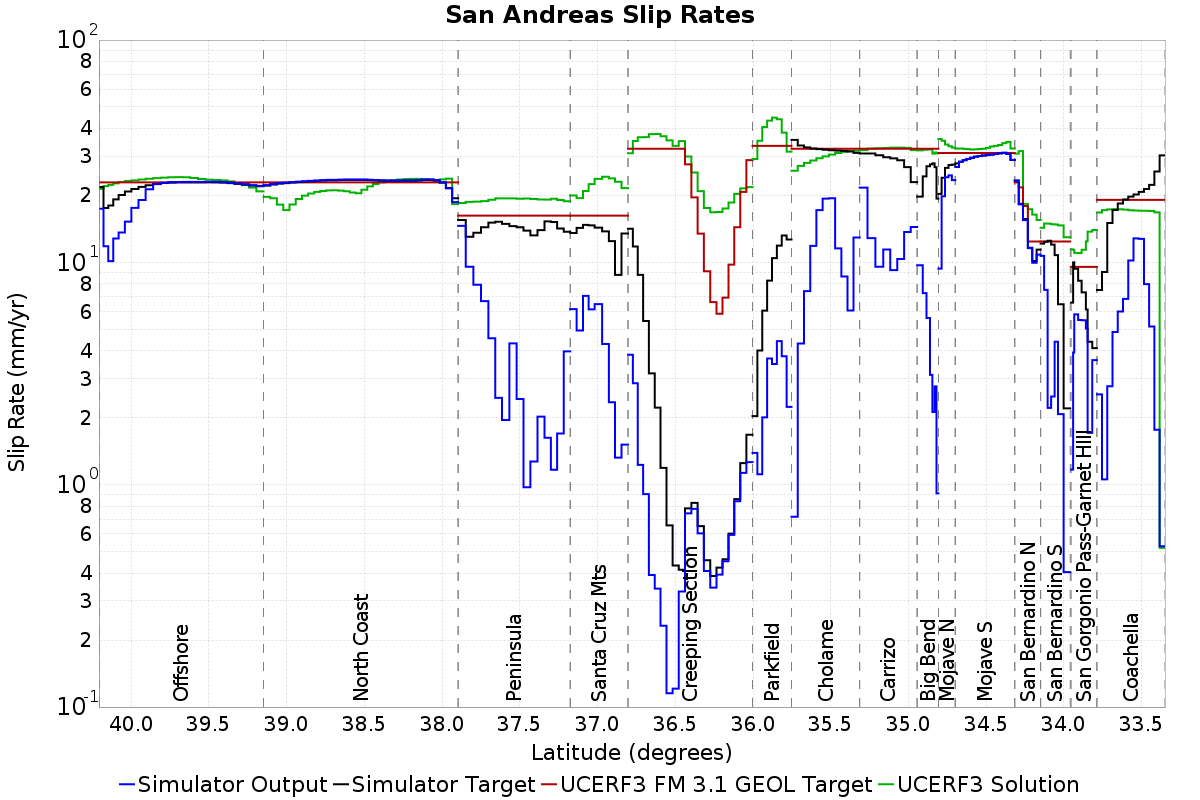 San Andreas Slip Rates
Slip Rate (mm/yr)
10^2
8
6
4
3
2
10^1
8
6
4
3
2
10^0
8
6
4
3
2
10^-1
Offshore
North Coast
Peninsula
Santa Cruz Mts
Creeping Section
Parkfield
Cholame
Carrizo
Big Bend
Mojave N
Mojave S
San Bernardino N
San Bernardino S
San Gorgonio Pass-Garnet HIll
Coachella
40.0 39.5 39.0 38.5 38.0 37.5 37.0 36.5 36.0 35.5 35.0 34.5 34.0 33.5
Latitude (degrees)
Simulator Output Simulator Target UCERF3 FM 3.1 GEOL Target UCERF3 Solution